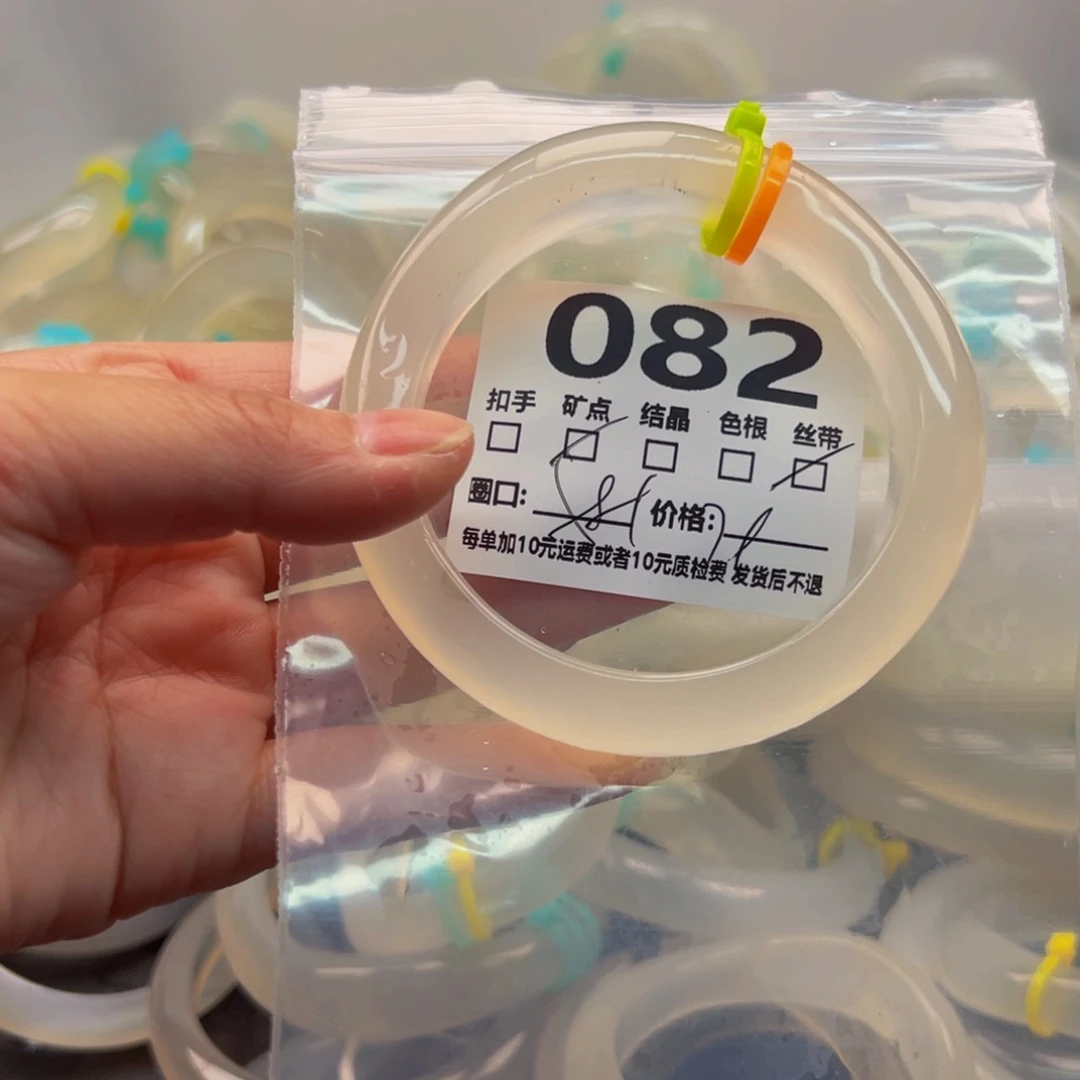 082
扣手 矿点 结晶 色根 丝带
圈口: 价格:
每单加10元运费或者10元质检费 发货后不退